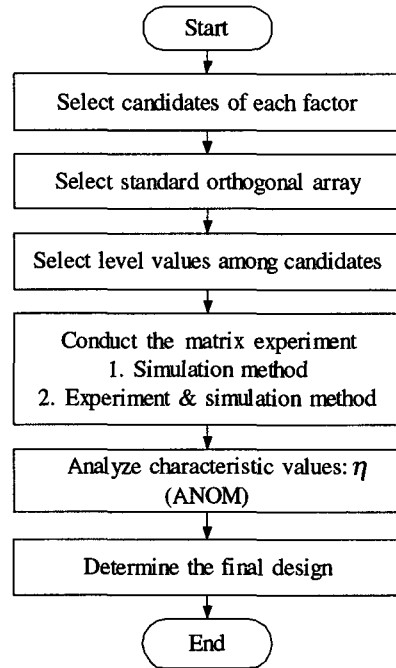 Start
Select candidates of each factor
Select standard orthogonal array
Select level values among candidates
Conduct the matrix experiment
1. Simulation method
2. Experiment & simulation method
Analyze characteristic values: η
(ANOM)
Determine the final design
End